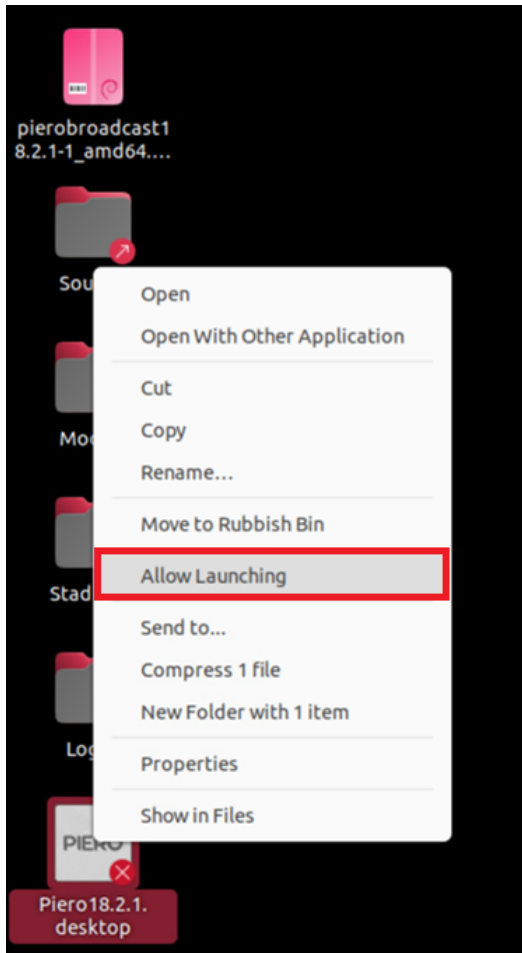 pierobroadcast1
8.2.1-1_amd64....
Sou
Open
Open With Other Application
Cut
Mod
Copy
Rename...
Move to Rubbish Bin
Allow Launching
Stad
Send to...
Compress 1 file
New Folder with 1 item
Log
Properties
Show in Files
PIERO
Piero18.2.1.
desktop